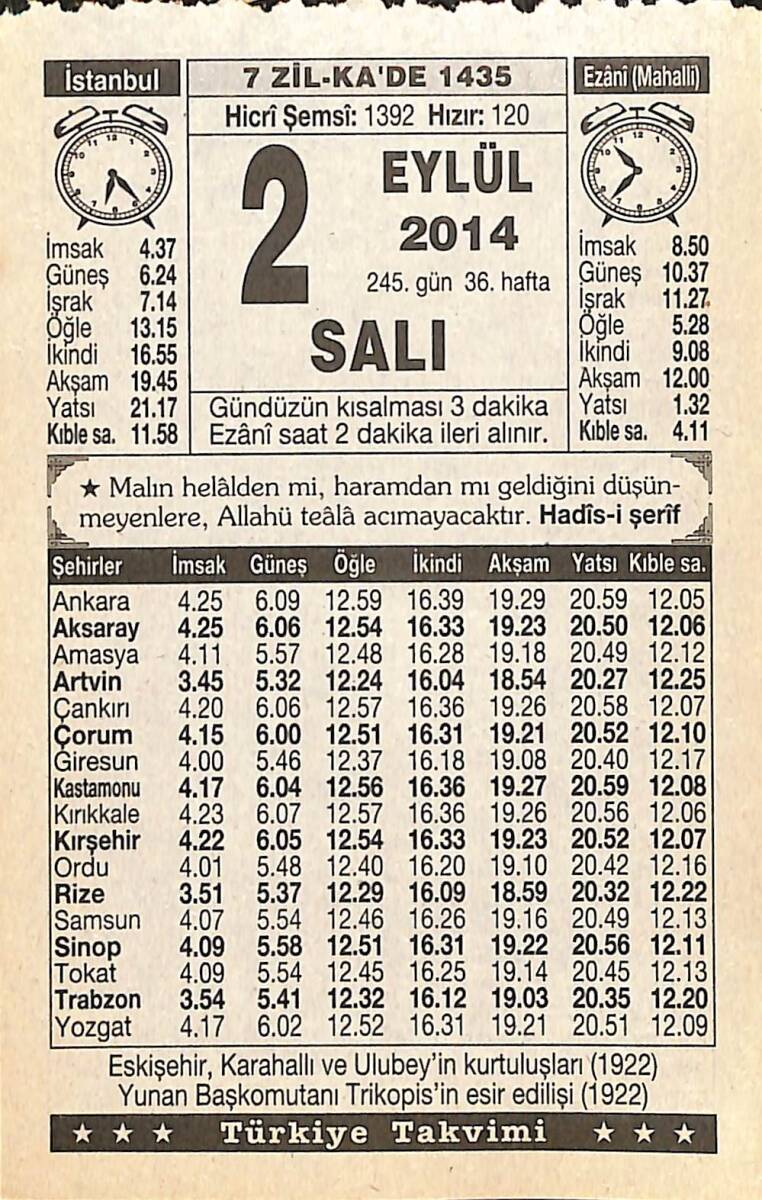 İstanbul
7 ZİL-KA'DE 1435
Ezânî (Mahallî)
Hicrî Şemsî: 1392 Hızır: 120
2
EYLÜL
2014
245. gün 36. hafta
SALI
Gündüzün kısalması 3 dakika
Ezânî saat 2 dakika ileri alınır.
İmsak 4.37
Güneş 6.24
İşrak 7.14
Öğle 13.15
İkindi 16.55
Akşam 19.45
Yatsı 21.17
Kıble sa. 11.58
İmsak 8.50
Güneş 10.37
İşrak 11.27
Öğle 5.28
İkindi 9.08
Akşam 12.00
Yatsı 1.32
Kıble sa. 4.11
★ Malın helâlden mi, haramdan mı geldiğini düşün-
meyenlere, Allahü teâlâ acımayacaktır. Hadîs-i şerîf
Şehirler İmsak Güneş Öğle İkindi Akşam Yatsı Kıble sa.
Ankara 4.25 6.09 12.59 16.39 19.29 20.59 12.05
Aksaray 4.25 6.06 12.54 16.33 19.23 20.50 12.06
Amasya 4.11 5.57 12.48 16.28 19.18 20.49 12.12
Artvin 3.45 5.32 12.24 16.04 18.54 20.27 12.25
Çankırı 4.20 6.06 12.57 16.36 19.26 20.58 12.07
Çorum 4.15 6.00 12.51 16.31 19.21 20.52 12.10
Giresun 4.00 5.46 12.37 16.18 19.08 20.40 12.17
Kastamonu 4.17 6.04 12.56 16.36 19.27 20.59 12.08
Kırıkkale 4.23 6.07 12.57 16.36 19.26 20.56 12.06
Kırşehir 4.22 6.05 12.54 16.33 19.23 20.52 12.07
Ordu 4.01 5.48 12.40 16.20 19.10 20.42 12.16
Rize 3.51 5.37 12.29 16.09 18.59 20.32 12.22
Samsun 4.07 5.54 12.46 16.26 19.16 20.49 12.13
Sinop 4.09 5.58 12.51 16.31 19.22 20.56 12.11
Tokat 4.09 5.54 12.45 16.25 19.14 20.45 12.13
Trabzon 3.54 5.41 12.32 16.12 19.03 20.35 12.20
Yozgat 4.17 6.02 12.52 16.31 19.21 20.51 12.09
Eskişehir, Karahallı ve Ulubey'in kurtuluşları (1922)
Yunan Başkomutanı Trikopis'in esir edilişi (1922)
★ ★ ★ Türkiye Takvimi ★ ★ ★